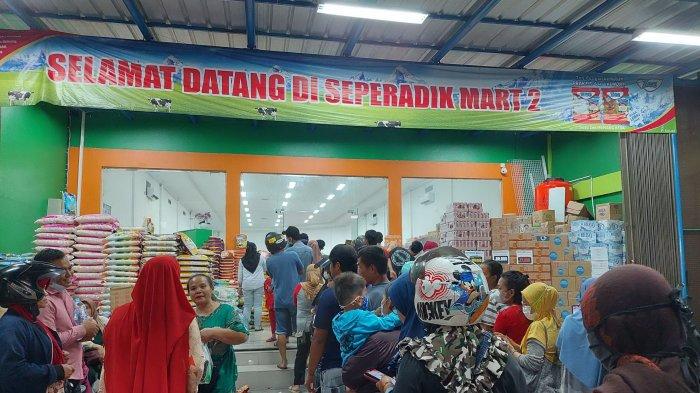 SELAMAT DATANG DI SEPERADIK MART 2
MICKEY